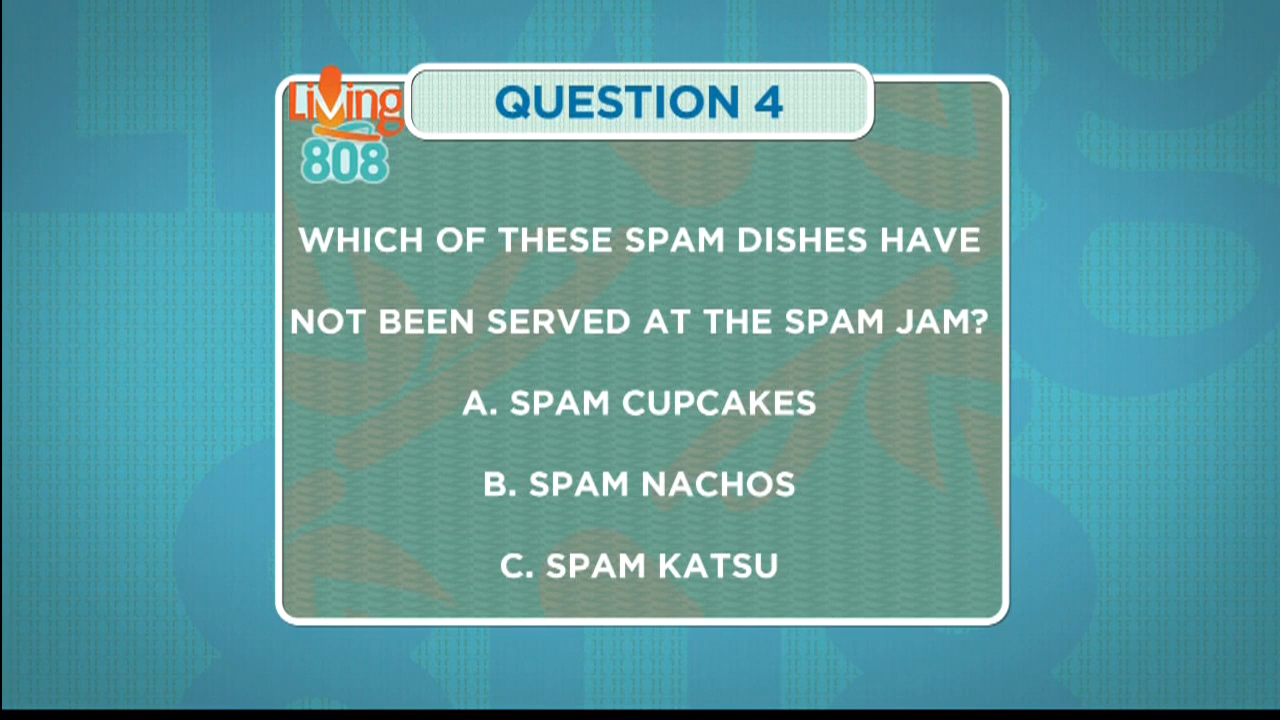 Living
808
QUESTION 4
WHICH OF THESE SPAM DISHES HAVE
NOT BEEN SERVED AT THE SPAM JAM?
A. SPAM CUPCAKES
B. SPAM NACHOS
C. SPAM KATSU